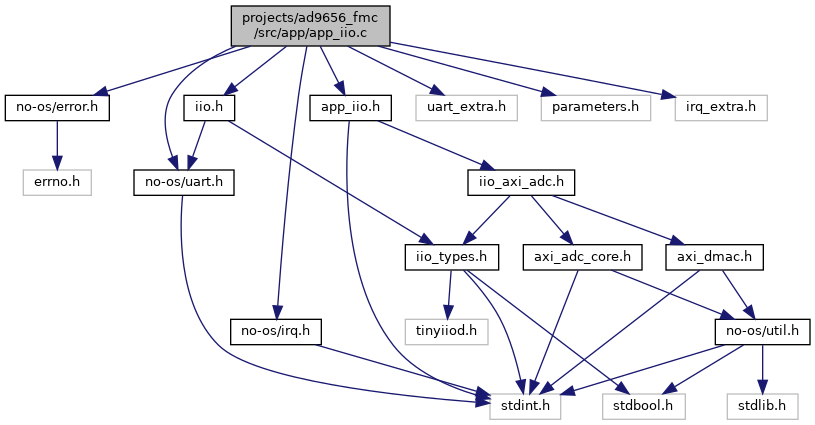 projects/ad9656_fmc
/src/app/app_iio.c
no-os/error.h
iio.h
app_iio.h
uart_extra.h
parameters.h
irq_extra.h
errno.h
no-os/uart.h
iio_axi_adc.h
iio_types.h
axi_adc_core.h
axi_dmac.h
no-os/irq.h
tinyiiod.h
no-os/util.h
stdint.h
stdbool.h
stdlib.h